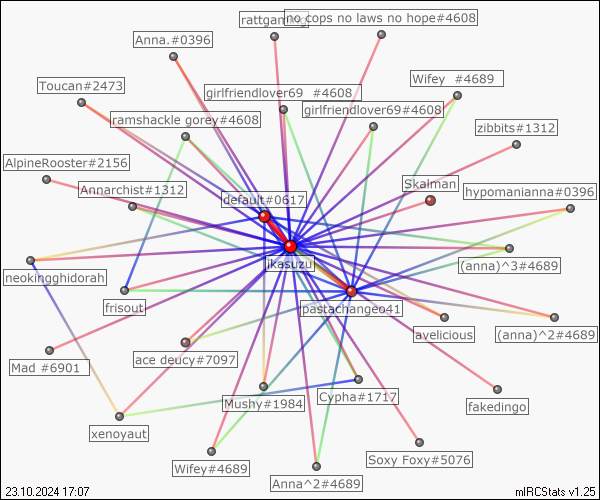 rattgaming
no cops no laws no hope#4608
Anna.#0396
Toucan#2473
Wifey  #4689
girlfriendlover69  #4608
girlfriendlover69#4608
ramshackle gorey#4608
zibbits#1312
AlpineRooster#2156
Annarchist#1312
Skalman
hypomanianna#0396
default#0617
ikasuzu
(anna)^3#4689
neokingghidorah
frisout
pastachangeo41
avelicious
(anna)^2#4689
Mad #6901
ace deucy#7097
Mushy#1984
Cypha#1717
fakedingo
xenoyaut
Wifey#4689
Soxy Foxy#5076
Anna^2#4689
23.10.2024 17:07
mIRCStats v1.25